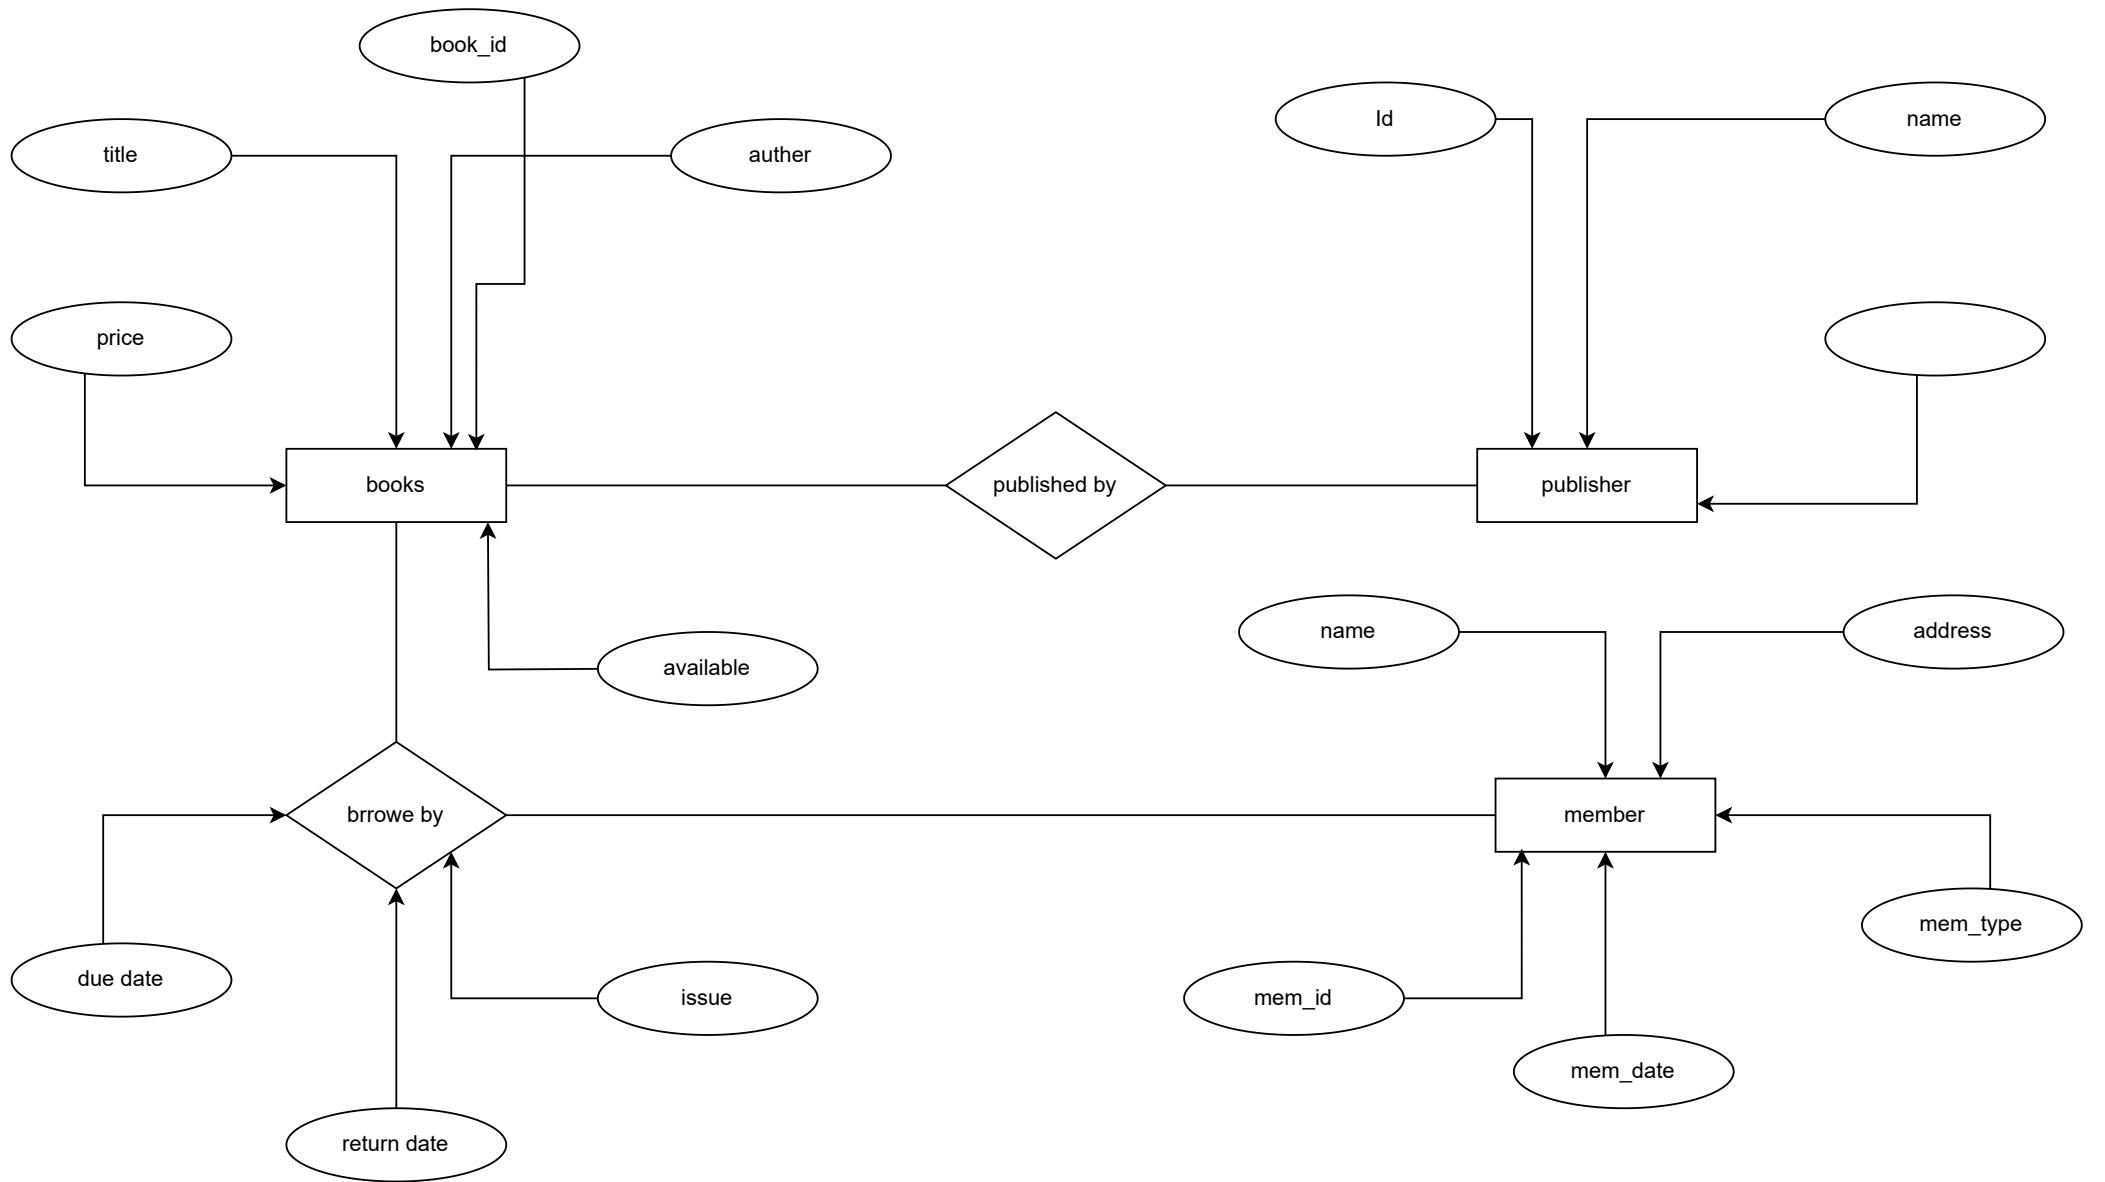 book_id
Id
name
title
auther
price
books
published by
publisher
name
address
available
brrowe by
member
mem_type
due date
issue
mem_id
mem_date
return date